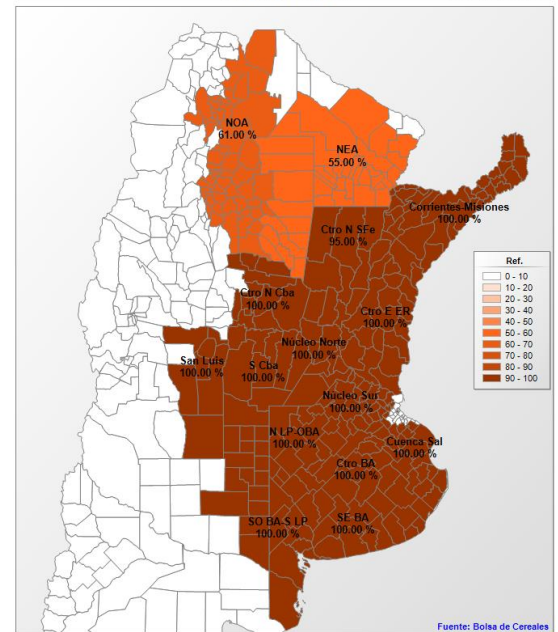 NOA
61.00 %
NEA
55.00 %
Corrientes-Misiones
100.00 %
Ctro N SFe
95.00 %
Ctro N Cba
100.00 %
Ctro E ER
100.00 %
Núcleo Norte
100.00 %
San Luis
100.00 %
S Cba
100.00 %
Núcleo Sur
100.00 %
N LP-OBA
100.00 %
Cuenca Sal
100.00 %
Ctro BA
100.00 %
SO BA-S LP
100.00 %
SE BA
100.00 %
Ref.
0 - 10
10 - 20
20 - 30
30 - 40
40 - 50
50 - 60
60 - 70
70 - 80
80 - 90
90 - 100
Fuente: Bolsa de Cereales